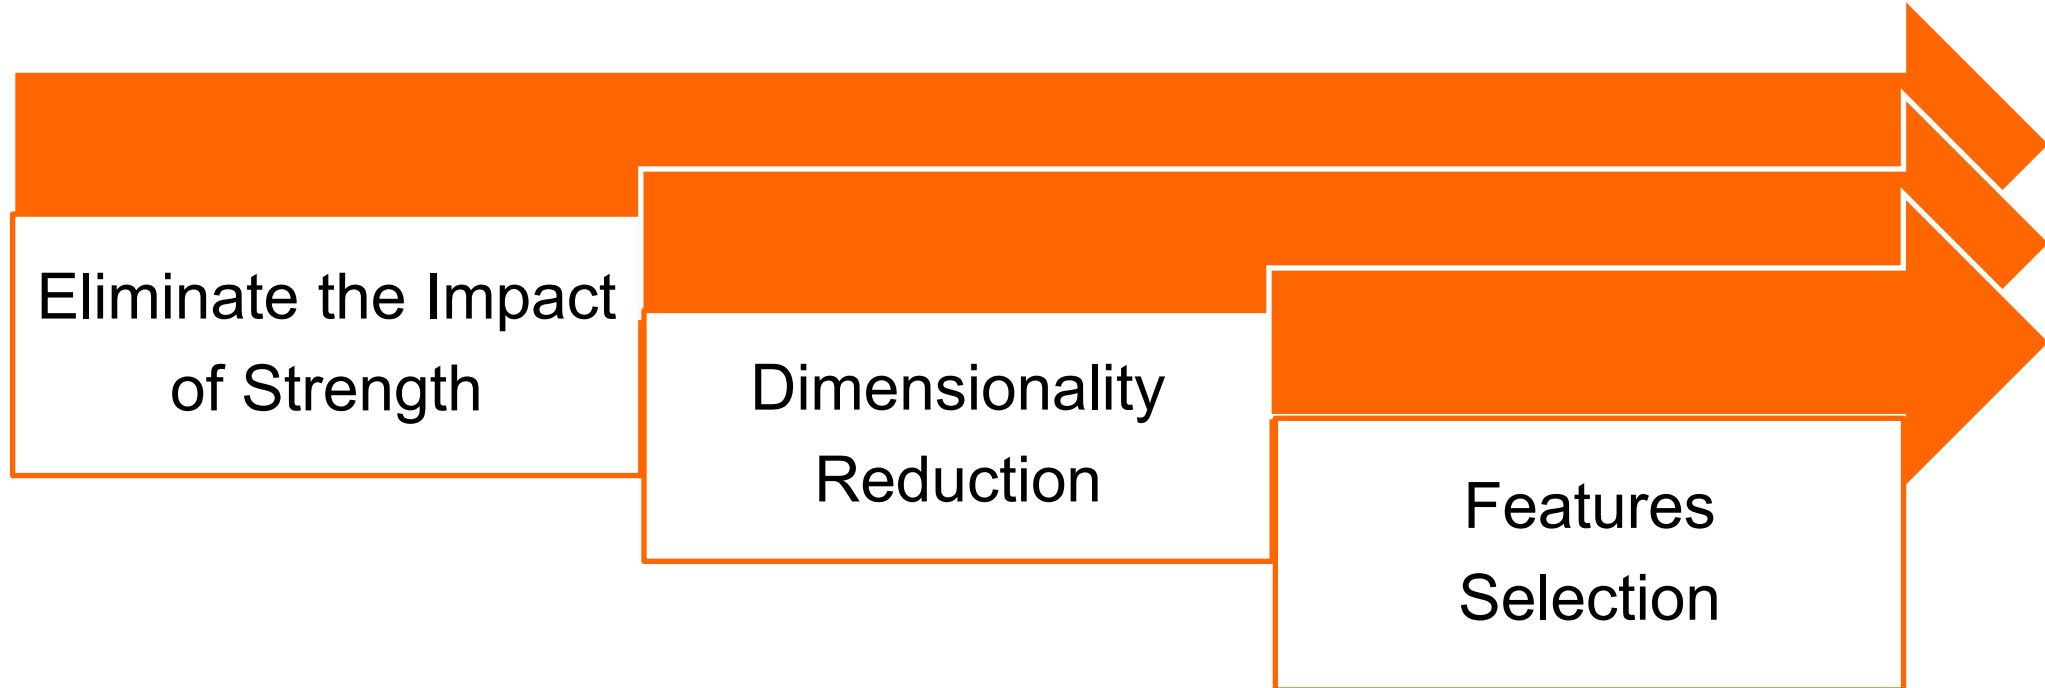 Eliminate the Impact
of Strength
Dimensionality
Reduction
Features
Selection